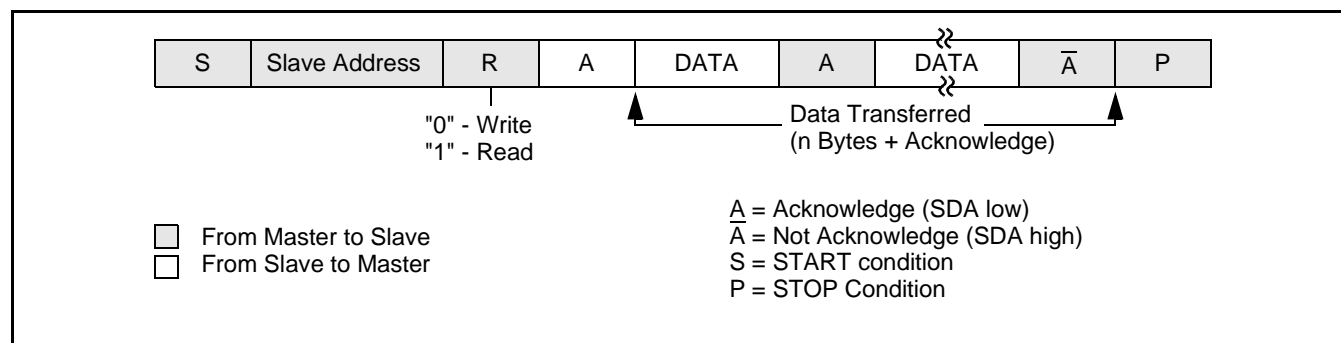 S Slave Address R A DATA A DATA A̅ P
"0" - Write
"1" - Read
Data Transferred
(n Bytes + Acknowledge)
From Master to Slave
From Slave to Master
A = Acknowledge (SDA low)
A̅ = Not Acknowledge (SDA high)
S = START condition
P = STOP Condition